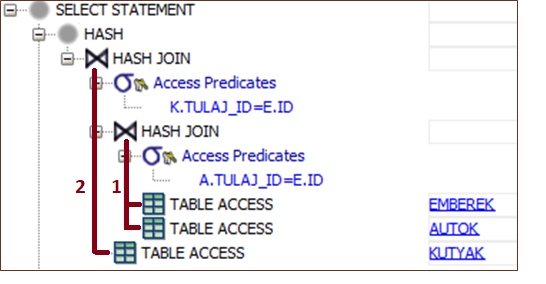 SELECT STATEMENT
HASH
HASH JOIN
Access Predicates
K.TULAJ_ID=E.ID
HASH JOIN
Access Predicates
A.TULAJ_ID=E.ID
2 1
TABLE ACCESS EMBEREK
TABLE ACCESS AUTOK
TABLE ACCESS KUTYAK